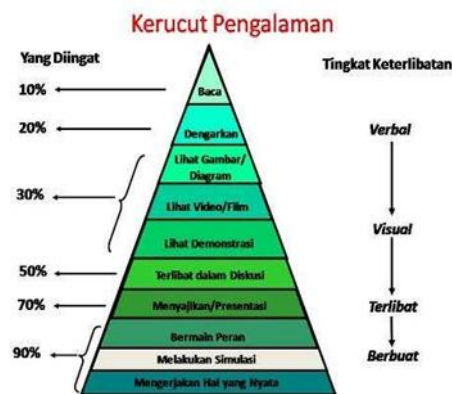 Kerucut Pengalaman
Yang Diingat
Tingkat Keterlibatan
10%
Baca
20%
Dengarkan
Verbal
Lihat Gambar/
Diagram
30%
Lihat Video/Film
Lihat Demonstrasi
Visual
50%
Terlibat dalam Diskusi
70%
Menyajikan/Presentasi
Terlibat
Bermain Peran
90%
Melakukan Simulasi
Berbuat
Mengerjakan Hal yang Nyata